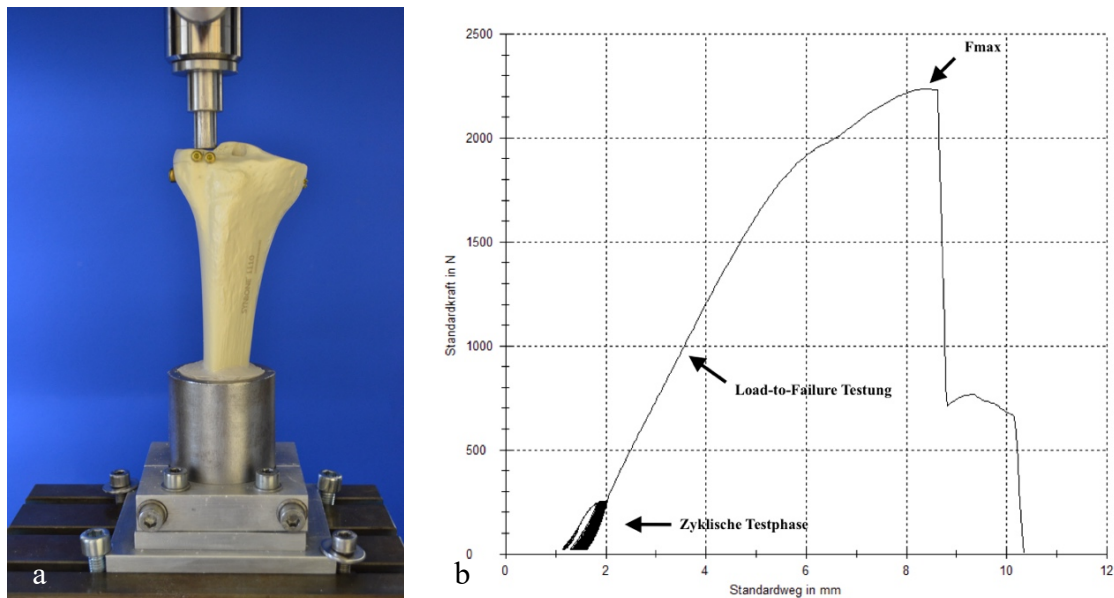 SYNBONE
a
b
Standardkraft in N
2500
2000
1500
1000
500
0
Fmax
Load-to-Failure Testung
Zyklische Testphase
0 2 4 6 8 10 12
Standardweg in mm